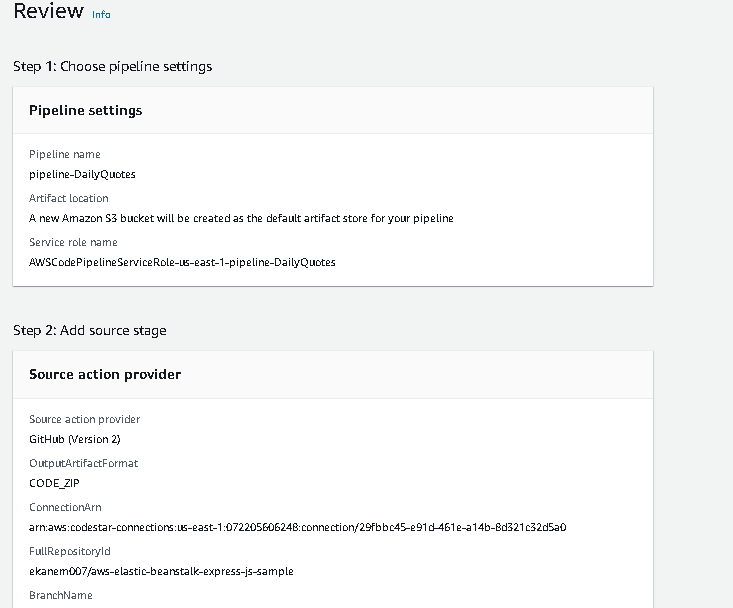 Review Info
Step 1: Choose pipeline settings
Pipeline settings
Pipeline name
pipeline-DailyQuotes
Artifact location
A new Amazon S3 bucket will be created as the default artifact store for your pipeline
Service role name
AWSCodePipelineServiceRole-us-east-1-pipeline-DailyQuotes
Step 2: Add source stage
Source action provider
Source action provider
GitHub (Version 2)
OutputArtifactFormat
CODE_ZIP
ConnectionArn
arn:aws:codestar-connections:us-east-1:072205606248:connection/29fbbc45-e91d-461e-a14b-8d321c32d5a0
FullRepositoryId
ekanem007/aws-elastic-beanstalk-express-js-sample
BranchName